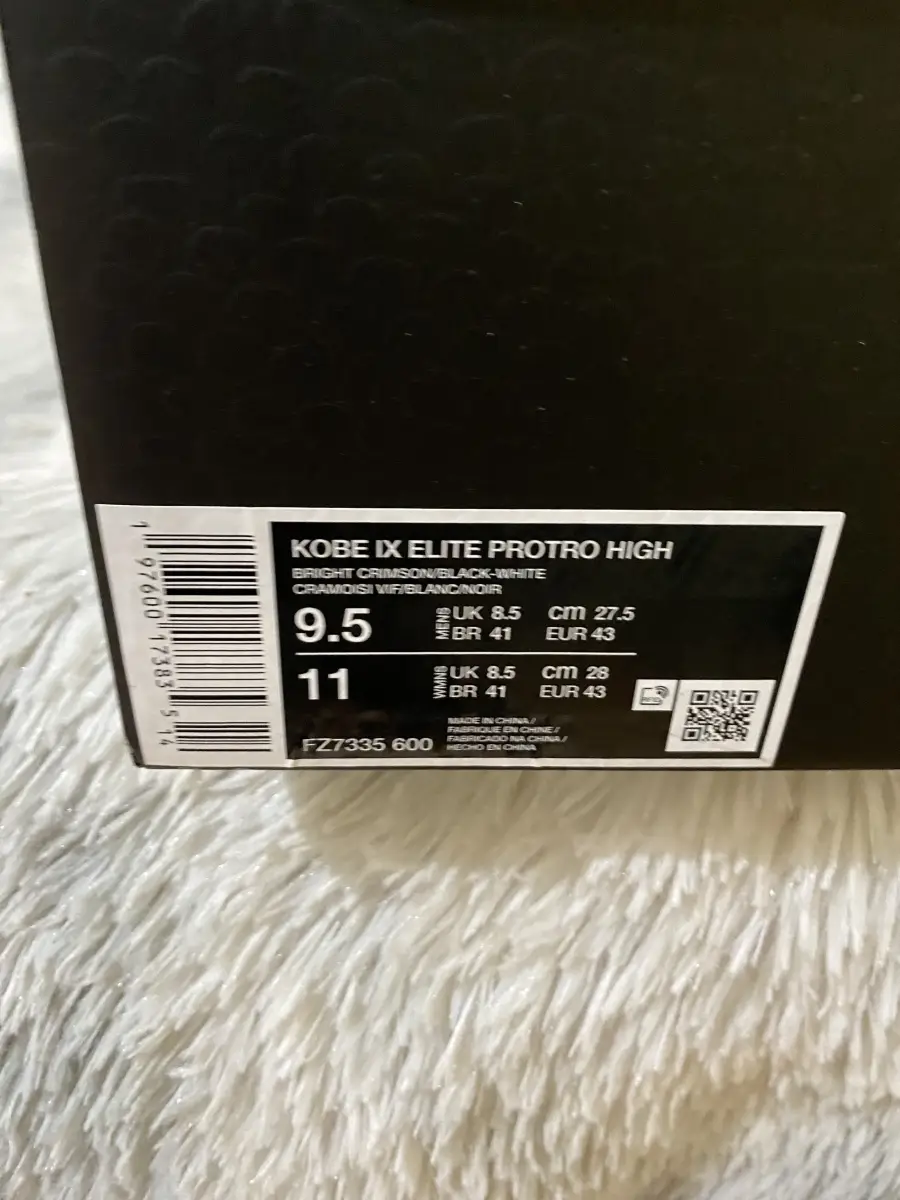 1 97600 17383 5 14
KOBE IX ELITE PROTRO HIGH
BRIGHT CRIMSON/BLACK-WHITE
CRAMOISI VIF/BLANC/NOIR
9.5 MENS UK 8.5 cm 27.5
BR 41 EUR 43
11 WMNS UK 8.5 cm 28
BR 41 EUR 43
FZ7335 600
MADE IN CHINA /
FABRIQUE EN CHINE /
FABRICADO NA CHINA /
HECHO EN CHINA